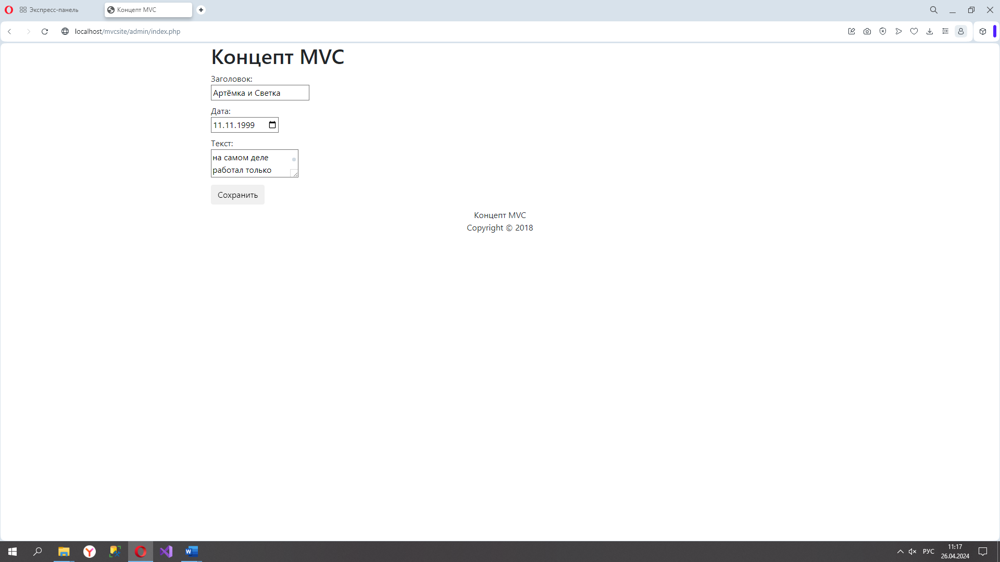 Экспресс-панель
Концепт MVC
localhost/mvcsite/admin/index.php
Концепт MVC
Заголовок:
Артёмка и Светка
Дата:
11.11.1999
Текст:
на самом деле
работал только
Сохранить
Концепт MVC
Copyright © 2018
РУС
11:17
26.04.2024